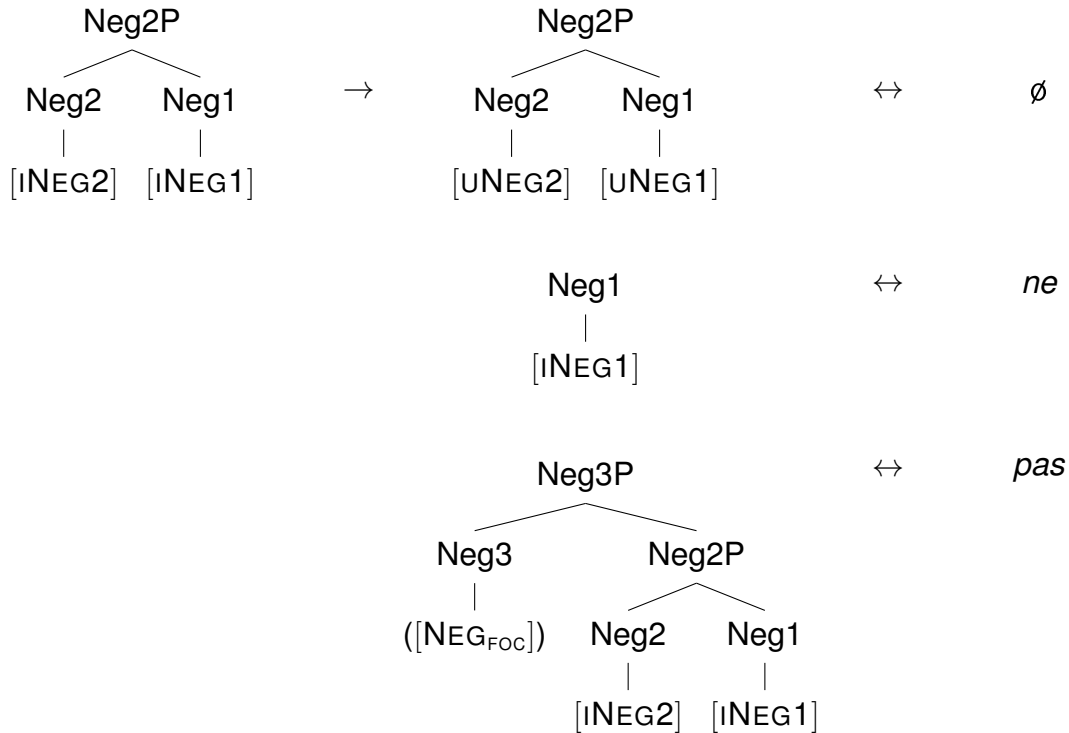 Neg2P Neg2P
Neg2 Neg1 → Neg2 Neg1 ↔ ø
[INEG2] [INEG1] [UNEG2] [UNEG1]
Neg1 ↔ ne
[INEG1]
Neg3P ↔ pas
Neg3 Neg2P
([NEG_FOC]) Neg2 Neg1
[INEG2] [INEG1]